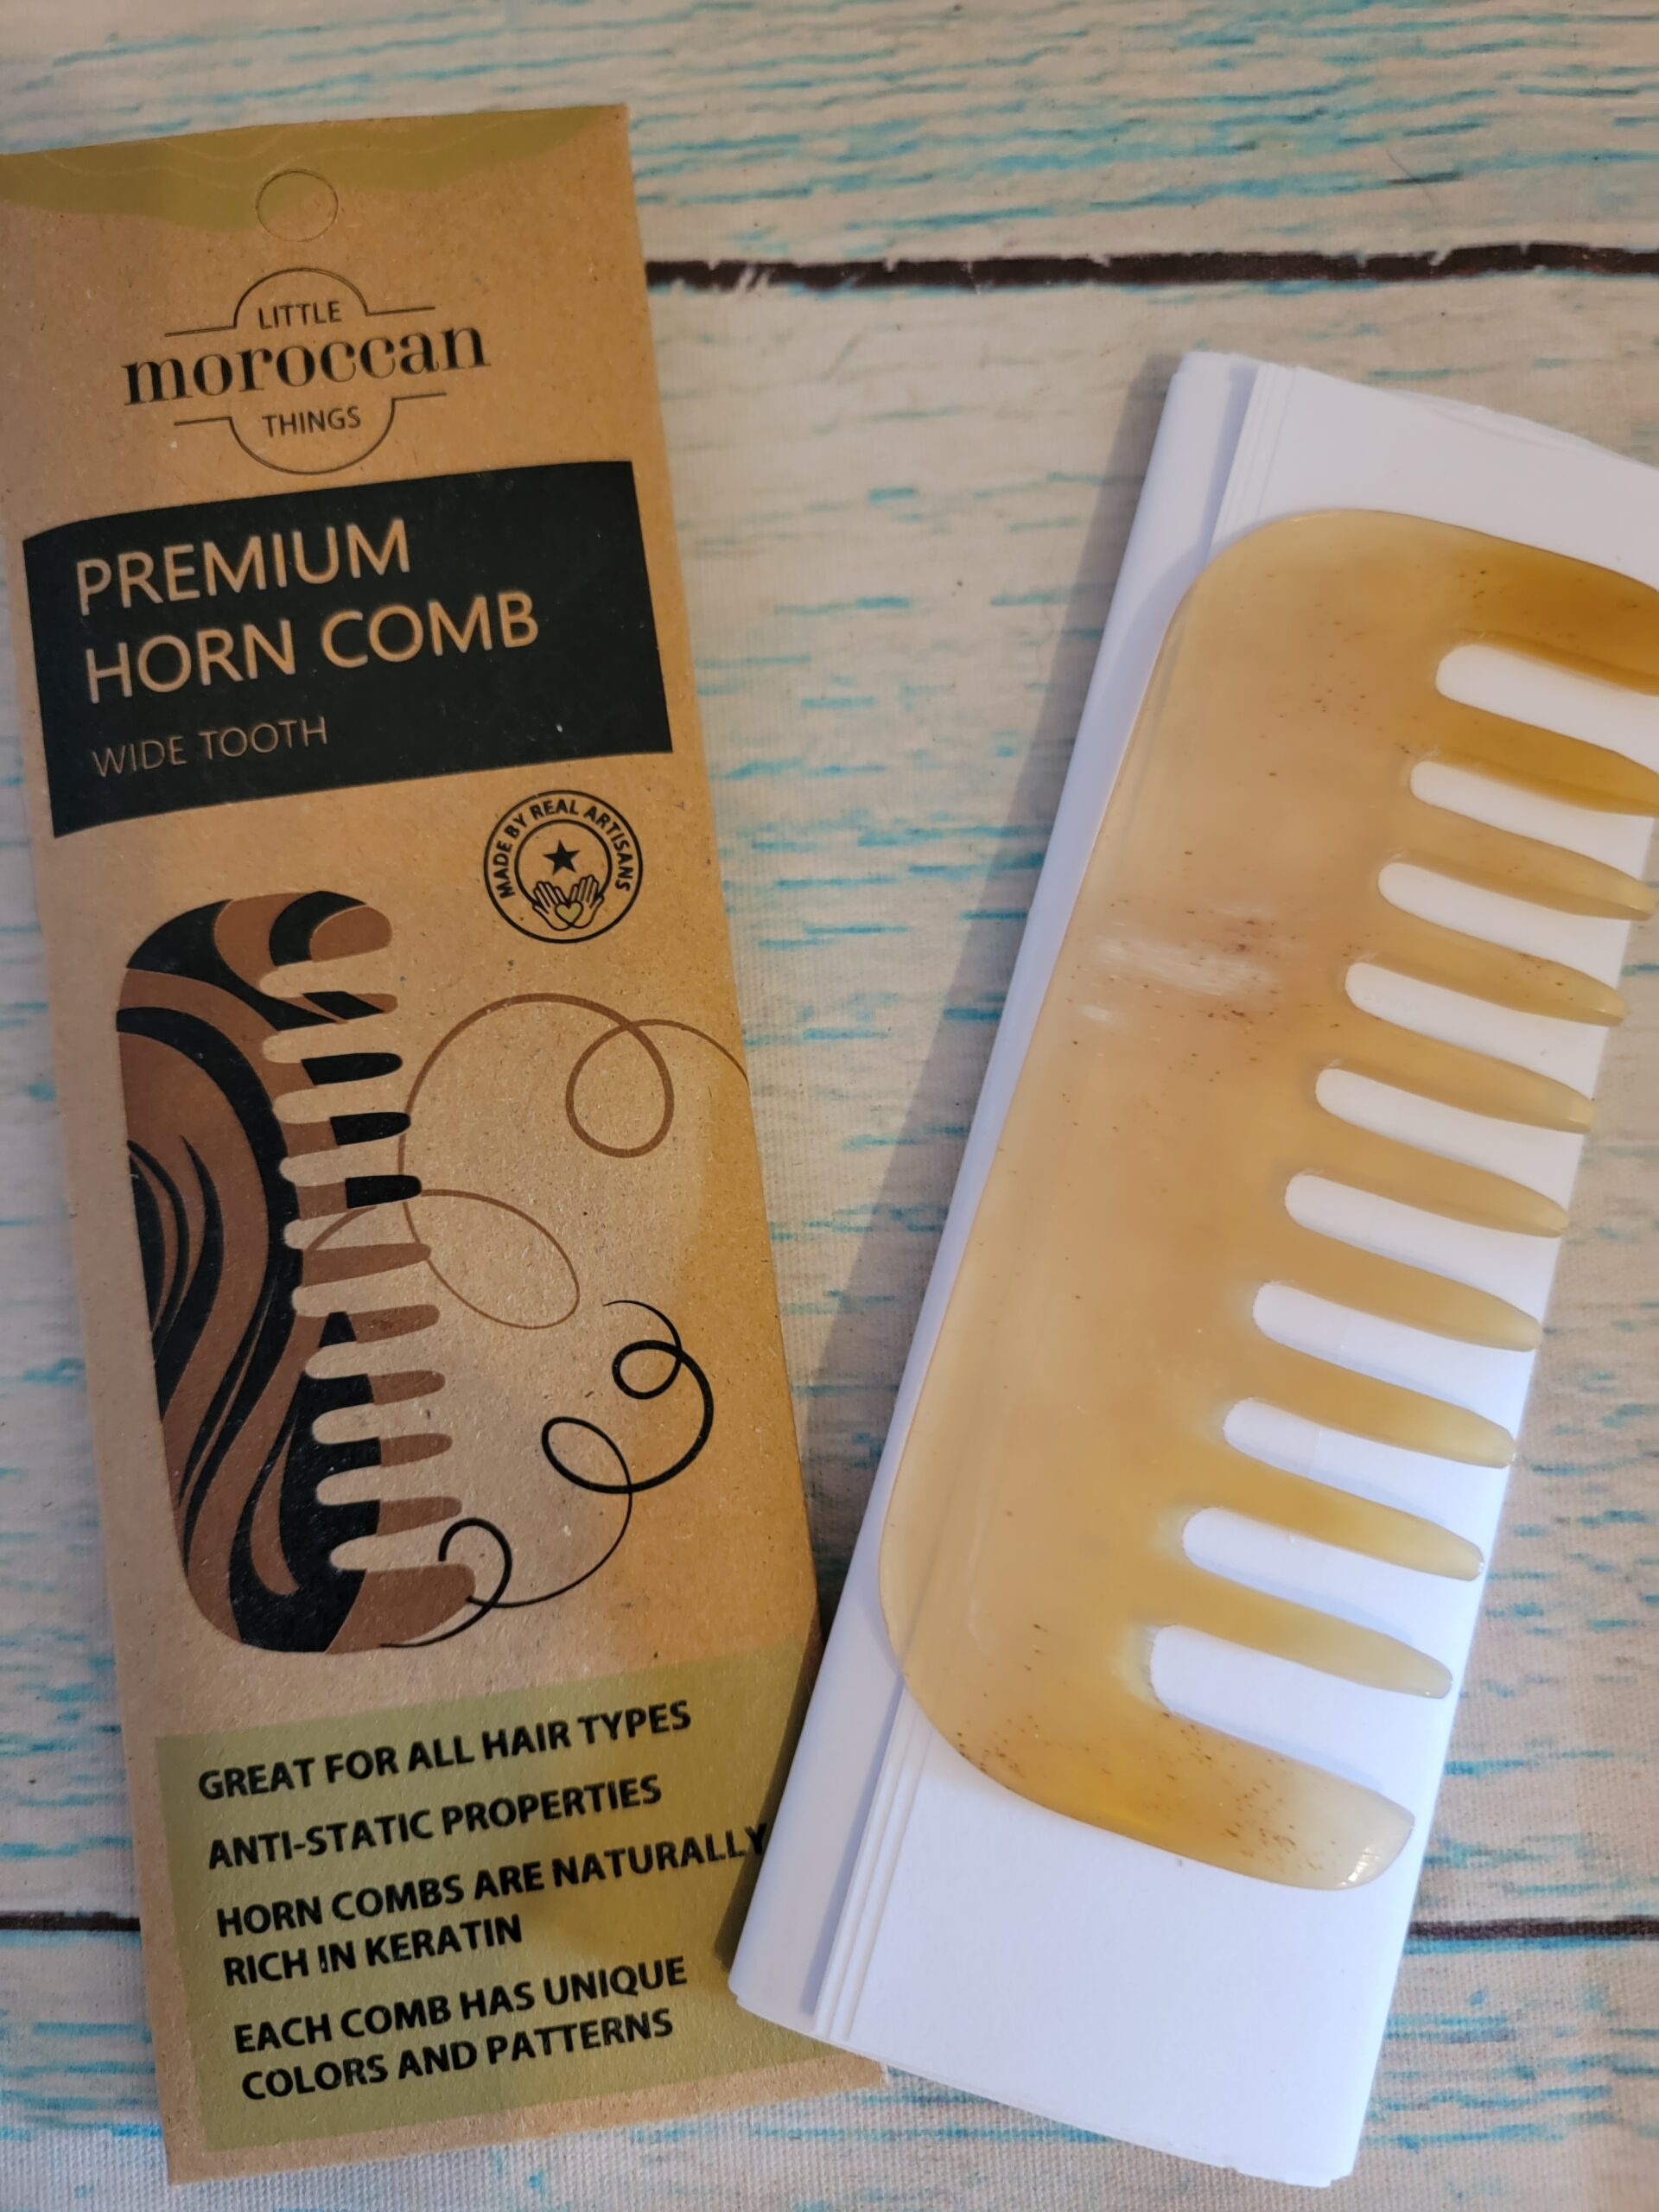 LITTLE
moroccan
THINGS
PREMIUM
HORN COMB
WIDE TOOTH
MADE BY REAL ARTISANS
GREAT FOR ALL HAIR TYPES
ANTI-STATIC PROPERTIES
HORN COMBS ARE NATURALLY
RICH IN KERATIN
EACH COMB HAS UNIQUE
COLORS AND PATTERNS